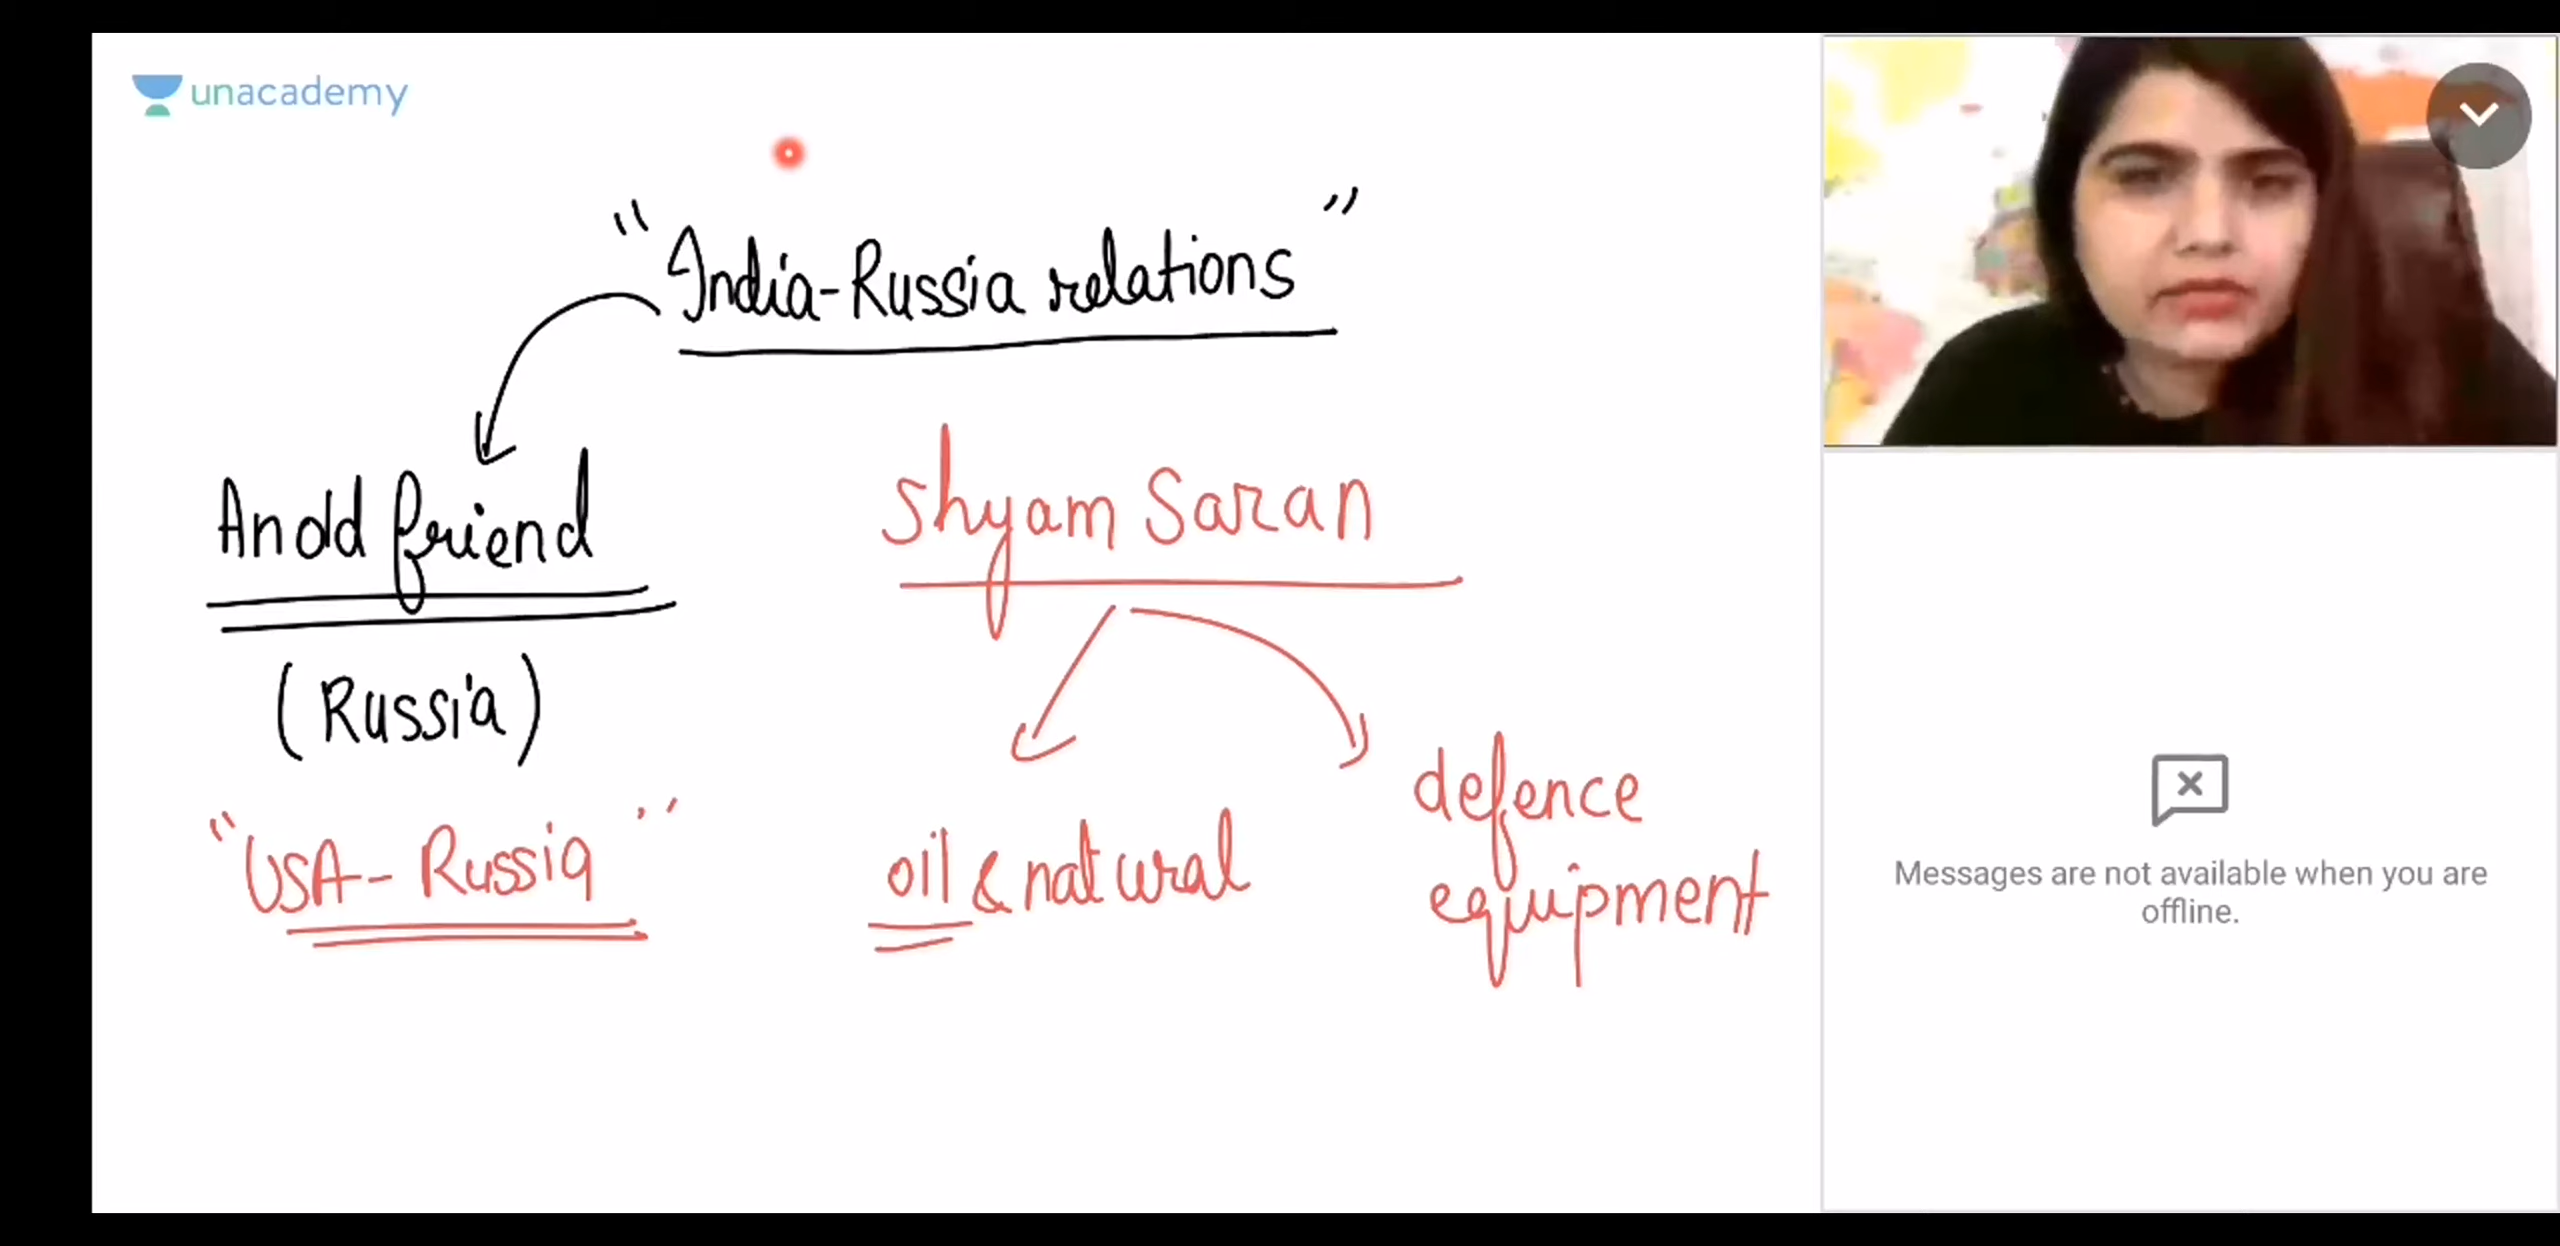 unacademy
"India-Russia relations"
An old friend
(Russia)
"USA-Russia"
Shyam Saran
oil & natural
defence
equipment
Messages are not available when you are
offline.